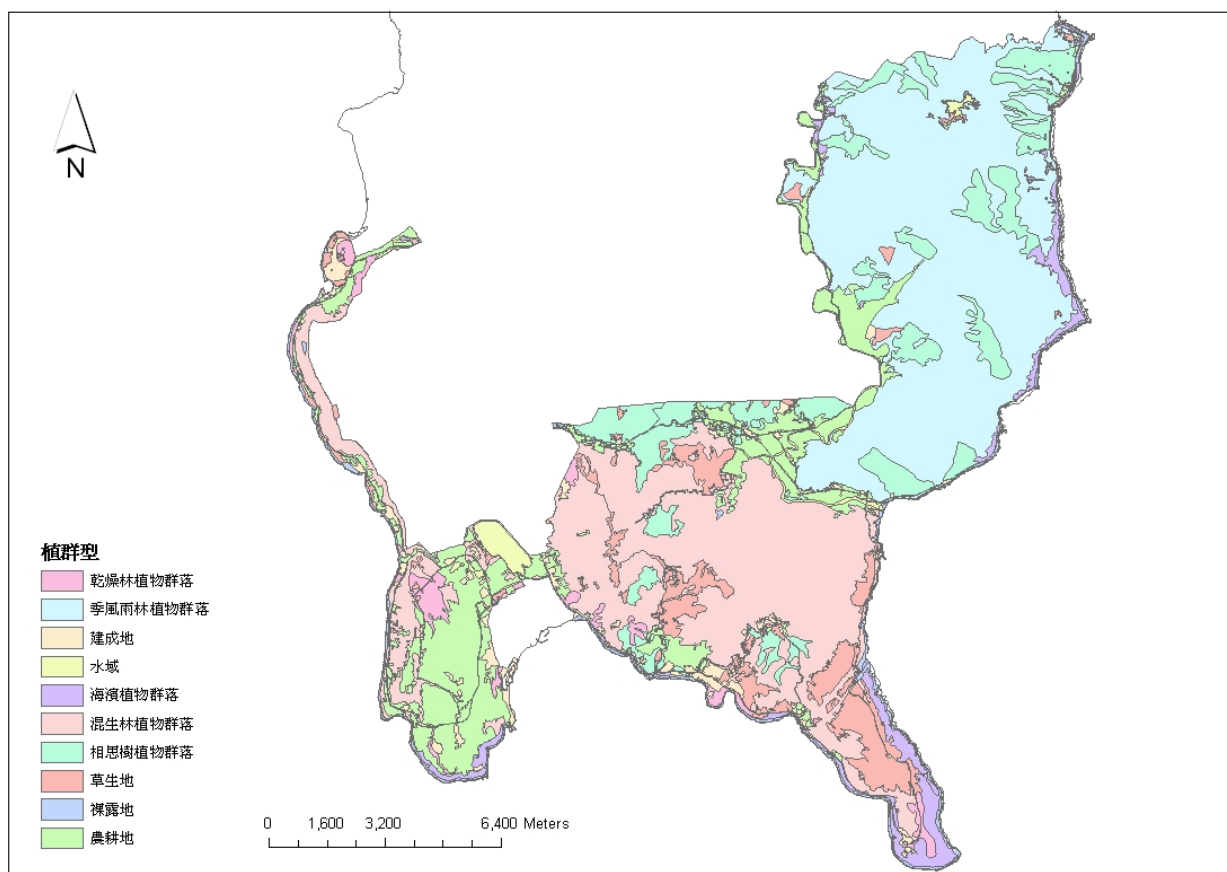 N
植群型
乾燥林植物群落
季風雨林植物群落
建成地
水域
海濱植物群落
混生林植物群落
相思樹植物群落
草生地
裸露地
農耕地
0 1,600 3,200 6,400 Meters